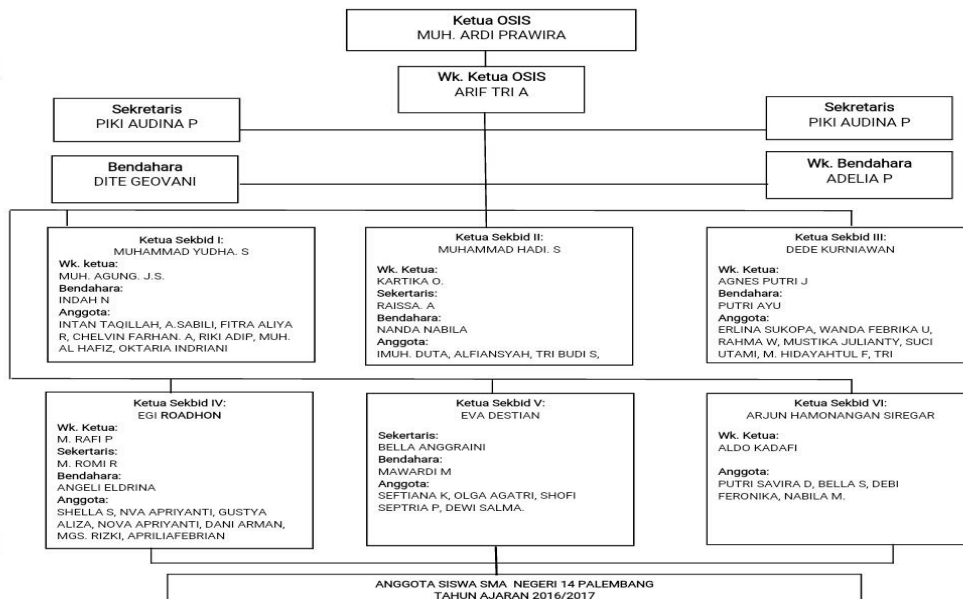 Ketua OSIS
MUH. ARDI PRAWIRA
Wk. Ketua OSIS
ARIF TRI A
Sekretaris
PIKI AUDINA P
Sekretaris
PIKI AUDINA P
Bendahara
DITE GEOVANI
Wk. Bendahara
ADELIA P
Ketua Sekbid I:
MUHAMMAD YUDHA. S
Wk. ketua:
MUH. AGUNG. J.S.
Bendahara:
INDAH N
Anggota:
INTAN TAQILLAH, A.SABILI, FITRA ALIYA
R, CHELVIN FARHAN. A, RIKI ADIP, MUH.
AL HAFIZ, OKTARIA INDRIANI
Ketua Sekbid II:
MUHAMMAD HADI. S
Wk. Ketua:
KARTIKA O.
Sekertaris:
RAISSA. A
Bendahara:
NANDA NABILA
Anggota:
IMUH. DUTA, ALFIANSYAH, TRI BUDI S,
Ketua Sekbid III:
DEDE KURNIAWAN
Wk. Ketua:
AGNES PUTRI J
Bendahara:
PUTRI AYU
Anggota:
ERLINA SUKOPA, WANDA FEBRIKA U,
RAHMA W, MUSTIKA JULIANTY, SUCI
UTAMI, M. HIDAYAHTUL F, TRI
Ketua Sekbid IV:
EGI ROADHON
Wk. Ketua:
M. RAFI P
Sekertaris:
M. ROMI R
Bendahara:
ANGELI ELDRINA
Anggota:
SHELLA S, NVA APRIYANTI, GUSTYA
ALIZA, NOVA APRIYANTI, DANI ARMAN,
MGS. RIZKI, APRILIAFEBRIAN
Ketua Sekbid V:
EVA DESTIAN
Sekertaris:
BELLA ANGGRAINI
Bendahara:
MAWARDI M
Anggota:
SEFTIANA K, OLGA AGATRI, SHOFI
SEPTRIA P, DEWI SALMA.
Ketua Sekbid VI:
ARJUN HAMONANGAN SIREGAR
Wk. Ketua:
ALDO KADAFI
Anggota:
PUTRI SAVIRA D, BELLA S, DEBI
FERONIKA, NABILA M.
ANGGOTA SISWA SMA NEGERI 14 PALEMBANG
TAHUN AJARAN 2016/2017